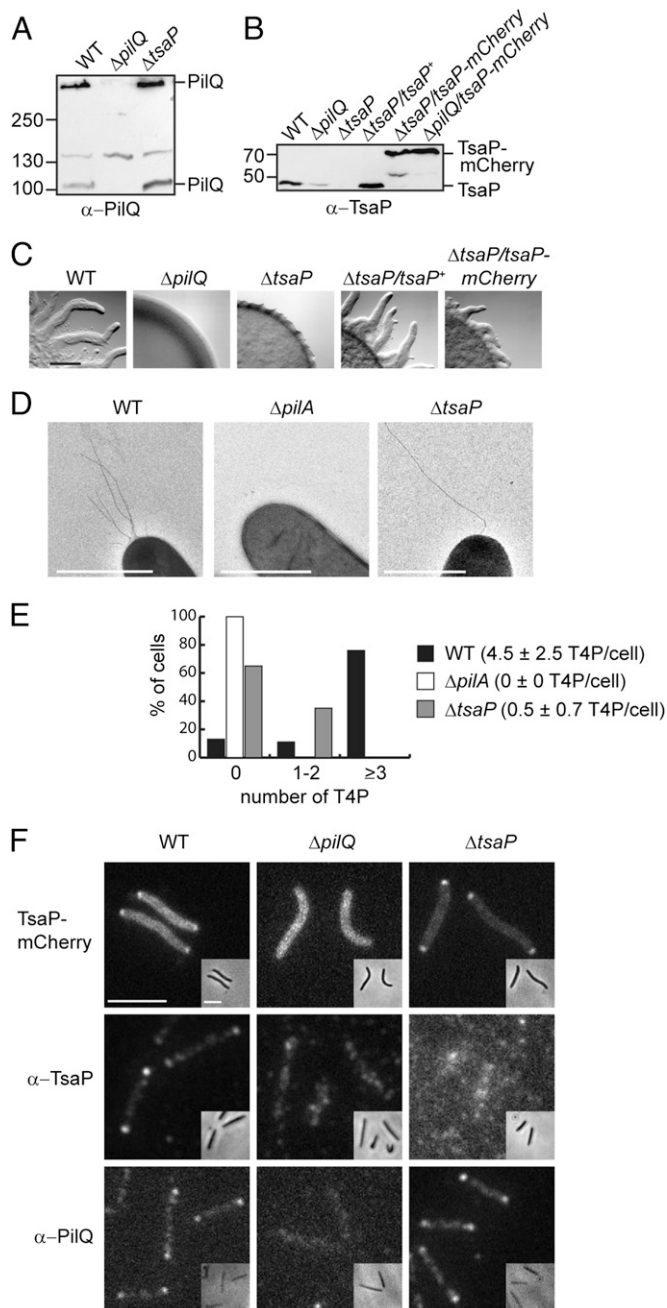 A
WT
ΔpilQ
ΔtsaP
PilQ
250
130
100
PilQ
α–PilQ
B
WT
ΔpilQ
ΔtsaP
ΔtsaP/tsaP⁺
ΔtsaP/tsaP-mCherry
ΔpilQ/tsaP-mCherry
70
50
TsaP-
mCherry
TsaP
α–TsaP
C
WT
ΔpilQ
ΔtsaP
ΔtsaP/tsaP⁺
ΔtsaP/tsaP-
mCherry
D
WT
ΔpilA
ΔtsaP
E
% of cells
100
80
60
40
20
0
0
1-2
≥3
number of T4P
WT (4.5 ± 2.5 T4P/cell)
ΔpilA (0 ± 0 T4P/cell)
ΔtsaP (0.5 ± 0.7 T4P/cell)
F
WT
ΔpilQ
ΔtsaP
TsaP-
mCherry
α–TsaP
α–PilQ